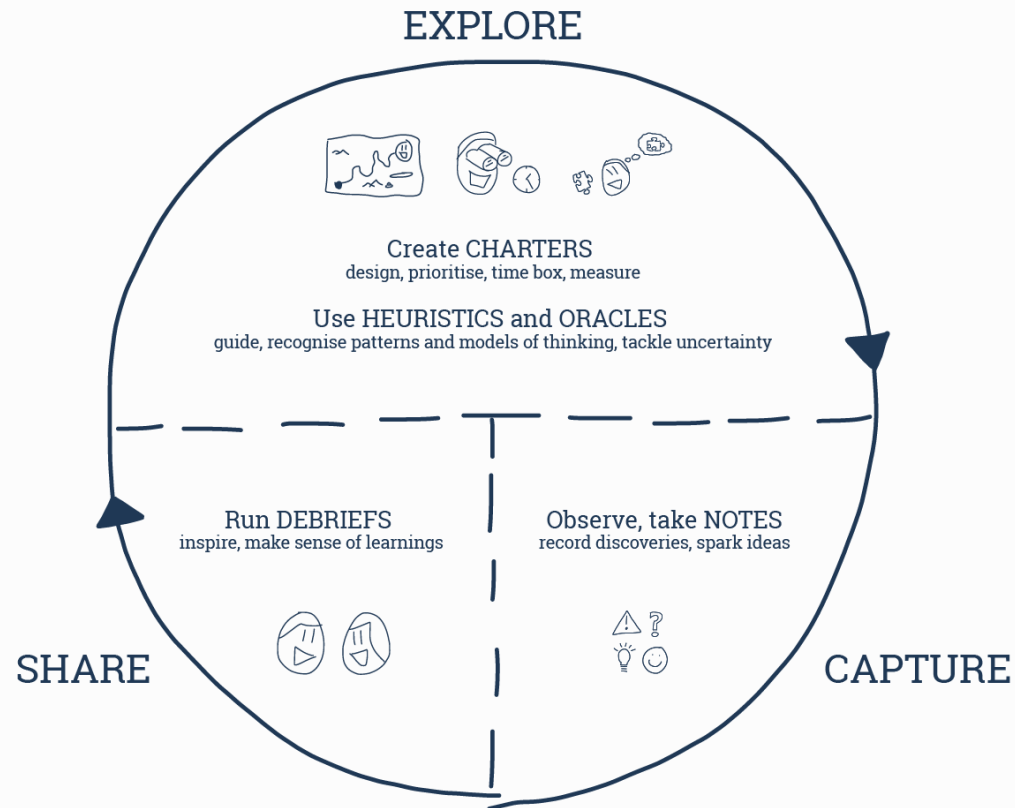 EXPLORE
Create CHARTERS
design, prioritise, time box, measure
Use HEURISTICS and ORACLES
guide, recognise patterns and models of thinking, tackle uncertainty
Run DEBRIEFS
inspire, make sense of learnings
Observe, take NOTES
record discoveries, spark ideas
SHARE
CAPTURE